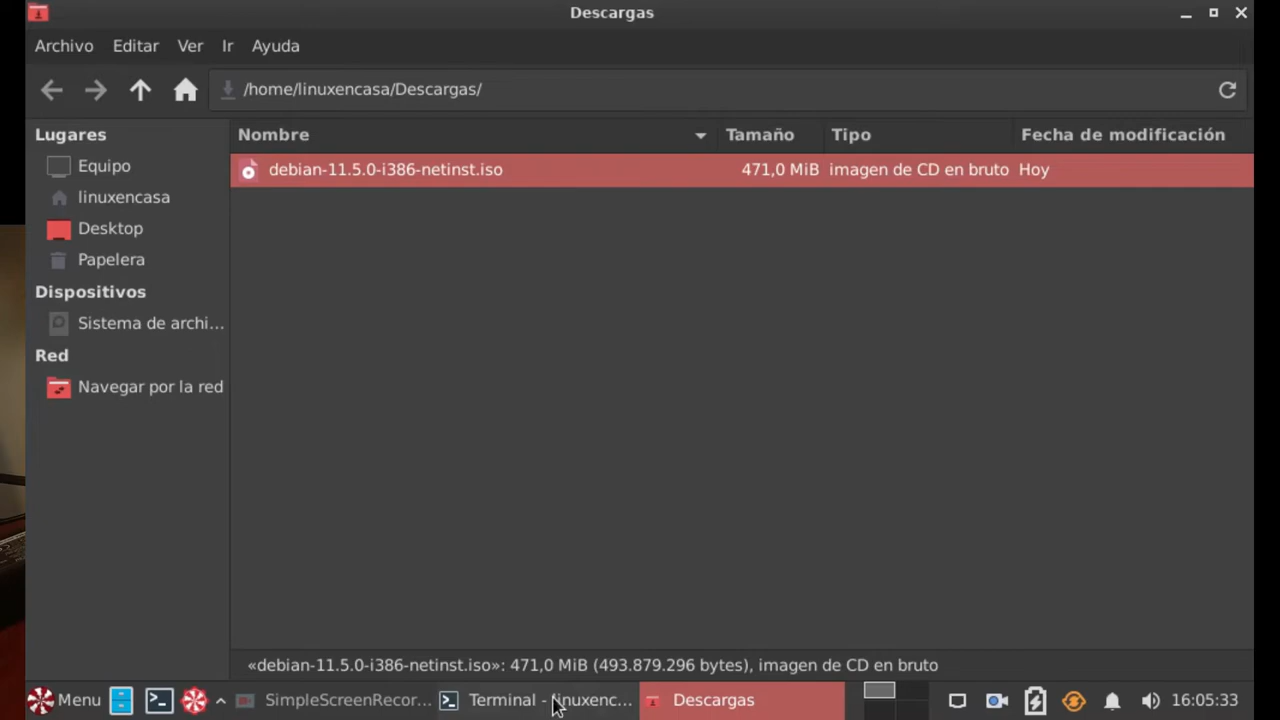 Descargas
Archivo Editar Ver Ir Ayuda
/home/linuxencasa/Descargas/
Lugares
Equipo
linuxencasa
Desktop
Papelera
Dispositivos
Sistema de archi...
Red
Navegar por la red
Nombre Tamaño Tipo Fecha de modificación
debian-11.5.0-i386-netinst.iso 471,0 MiB imagen de CD en bruto Hoy
«debian-11.5.0-i386-netinst.iso»: 471,0 MiB (493.879.296 bytes), imagen de CD en bruto
Menu SimpleScreenRecor... Terminal - linuxenc... Descargas 16:05:33